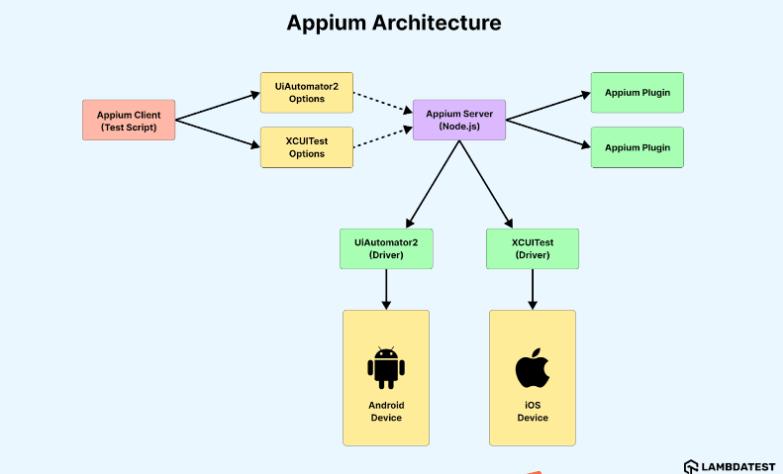 Appium Architecture
Appium Client
(Test Script)
UiAutomator2
Options
XCUITest
Options
Appium Server
(Node.js)
Appium Plugin
Appium Plugin
UiAutomator2
(Driver)
XCUITest
(Driver)
Android
Device
iOS
Device
LAMBDATEST